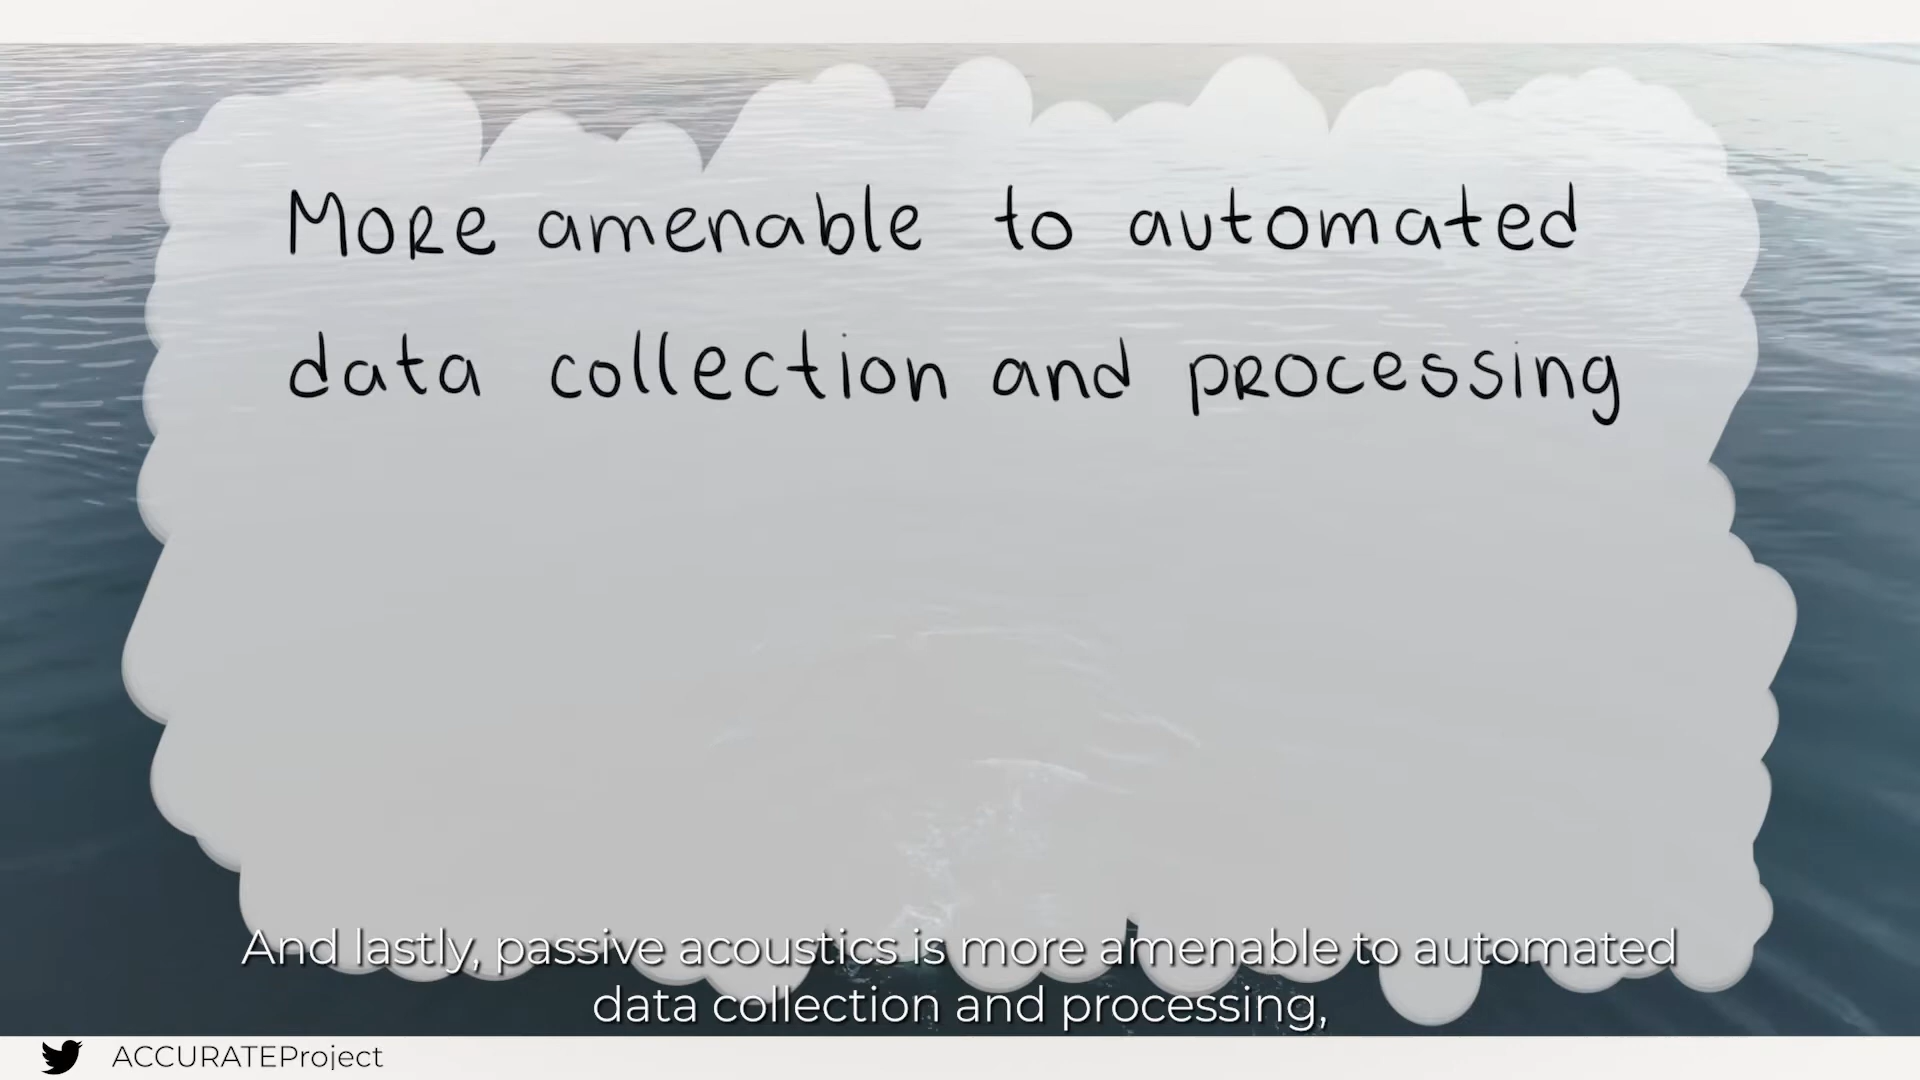 More amenable to automated
data collection and processing
And lastly, passive acoustics is more amenable to automated
data collection and processing,
ACCURATEProject